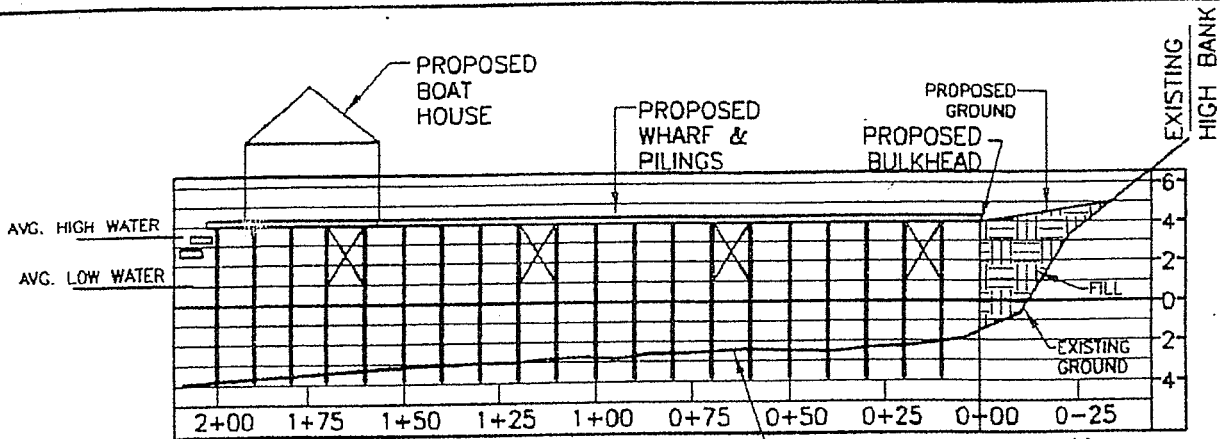 EXISTING
HIGH BANK
PROPOSED
BOAT
HOUSE
PROPOSED
WHARF &
PILINGS
PROPOSED
GROUND
PROPOSED
BULKHEAD
AVG. HIGH WATER
AVG. LOW WATER
6
4
2
0
-2
-4
FILL
EXISTING
GROUND
2+00 1+75 1+50 1+25 1+00 0+75 0+50 0+25 0+00 0-25